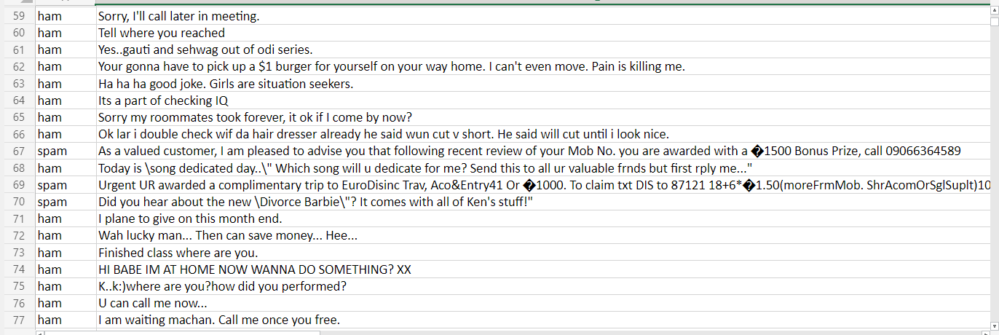 59 ham Sorry, I'll call later in meeting.
60 ham Tell where you reached
61 ham Yes..gauti and sehwag out of odi series.
62 ham Your gonna have to pick up a $1 burger for yourself on your way home. I can't even move. Pain is killing me.
63 ham Ha ha ha good joke. Girls are situation seekers.
64 ham Its a part of checking IQ
65 ham Sorry my roommates took forever, it ok if I come by now?
66 ham Ok lar i double check wif da hair dresser already he said wun cut v short. He said will cut until i look nice.
67 spam As a valued customer, I am pleased to advise you that following recent review of your Mob No. you are awarded with a �1500 Bonus Prize, call 09066364589
68 ham Today is \song dedicated day..\" Which song will u dedicate for me? Send this to all ur valuable frnds but first rply me..."
69 spam Urgent UR awarded a complimentary trip to EuroDisinc Trav, Aco&Entry41 Or �1000. To claim txt DIS to 87121 18+6*�1.50(moreFrmMob. ShrAcomOrSglSuplt)10
70 spam Did you hear about the new \Divorce Barbie\"? It comes with all of Ken's stuff!"
71 ham I plane to give on this month end.
72 ham Wah lucky man... Then can save money... Hee...
73 ham Finished class where are you.
74 ham HI BABE IM AT HOME NOW WANNA DO SOMETHING? XX
75 ham K..k:)where are you?how did you performed?
76 ham U can call me now...
77 ham I am waiting machan. Call me once you free.